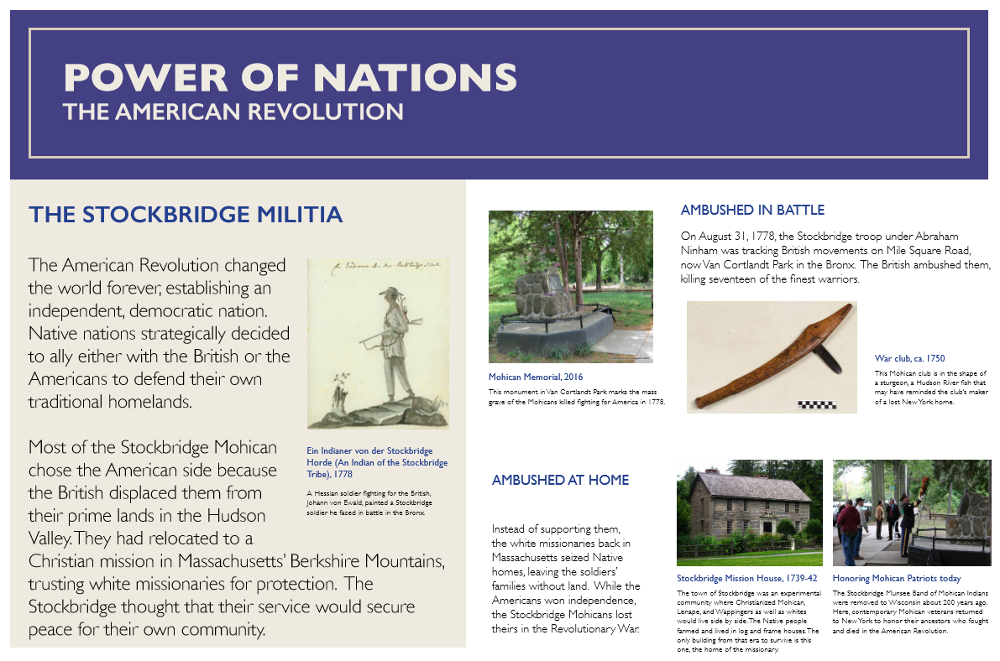 POWER OF NATIONS
THE AMERICAN REVOLUTION
THE STOCKBRIDGE MILITIA
The American Revolution changed
the world forever, establishing an
independent, democratic nation.
Native nations strategically decided
to ally either with the British or the
Americans to defend their own
traditional homelands.
Most of the Stockbridge Mohican
chose the American side because
the British displaced them from
their prime lands in the Hudson
Valley. They had relocated to a
Christian mission in Massachusetts' Berkshire Mountains,
trusting white missionaries for protection. The
Stockbridge thought that their service would secure
peace for their own community.
Ein Indianer von der Stockbridge
Horde (An Indian of the Stockbridge
Tribe), 1778
A Hessian soldier fighting for the British,
Johann von Ewald, painted a Stockbridge
soldier he faced in battle in the Bronx.
Mohican Memorial, 2016
This monument in Van Cortlandt Park marks the mass
grave of the Mohicans killed fighting for America in 1778.
AMBUSHED IN BATTLE
On August 31, 1778, the Stockbridge troop under Abraham
Ninham was tracking British movements on Mile Square Road,
now Van Cortlandt Park in the Bronx. The British ambushed them,
killing seventeen of the finest warriors.
War club, ca. 1750
This Mohican club is in the shape of
a sturgeon, a Hudson River fish that
may have reminded the club's maker
of a lost New York home.
AMBUSHED AT HOME
Instead of supporting them,
the white missionaries back in
Massachusetts seized Native
homes, leaving the soldiers'
families without land. While the
Americans won independence,
the Stockbridge Mohicans lost
theirs in the Revolutionary War.
Stockbridge Mission House, 1739-42
The town of Stockbridge was an experimental
community where Christianized Mohican,
Lenape, and Wappingers as well as whites
would live side by side. The Native people
farmed and lived in log and frame houses. The
only building from that era to survive is this
one, the home of the missionary.
Honoring Mohican Patriots today
The Stockbridge Munsee Band of Mohican Indians
were removed to Wisconsin about 200 years ago.
Here, contemporary Mohican veterans returned
to New York to honor their ancestors who fought
and died in the American Revolution.